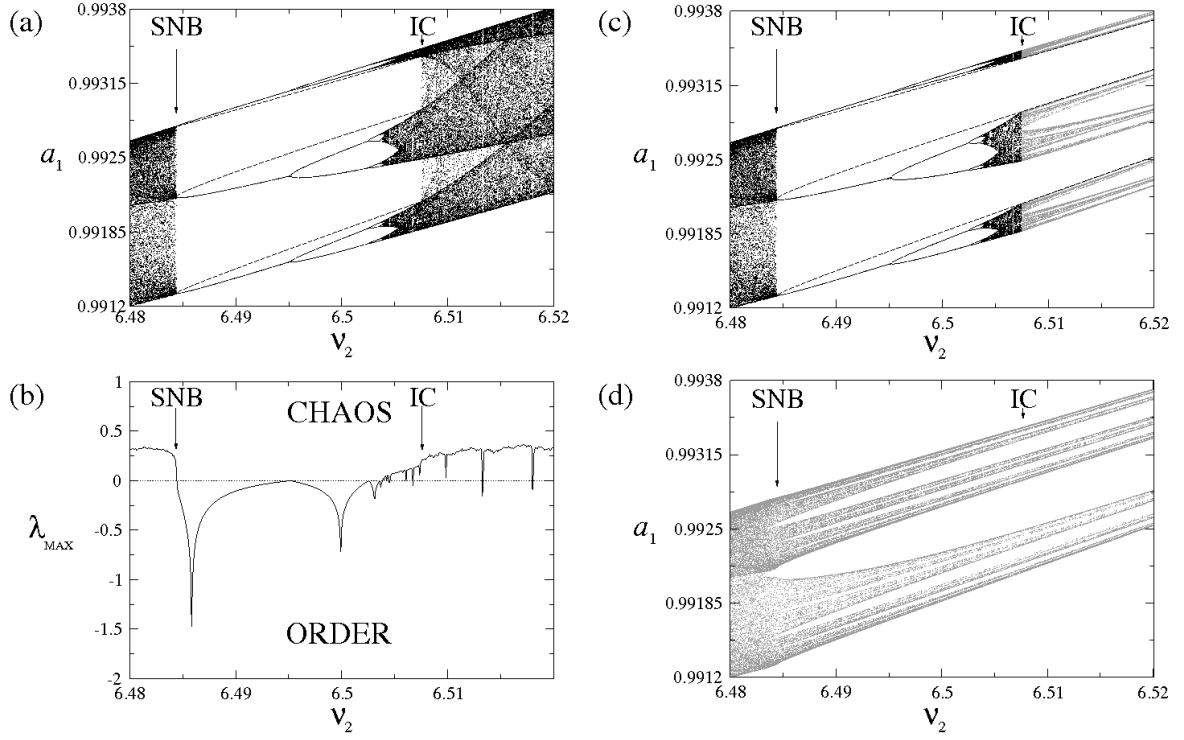 (a)
SNB
IC
0.9938
0.99315
a1
0.9925
0.99185
0.9912
6.48
6.49
6.5
6.51
6.52
ν2
(c)
SNB
IC
0.9938
0.99315
a1
0.9925
0.99185
0.9912
6.48
6.49
6.5
6.51
6.52
ν2
(b)
SNB
CHAOS
IC
1
0.5
0
λMAX
-0.5
-1
ORDER
-1.5
-2
6.48
6.49
6.5
6.51
6.52
ν2
(d)
SNB
IC
0.9938
0.99315
a1
0.9925
0.99185
0.9912
6.48
6.49
6.5
6.51
6.52
ν2